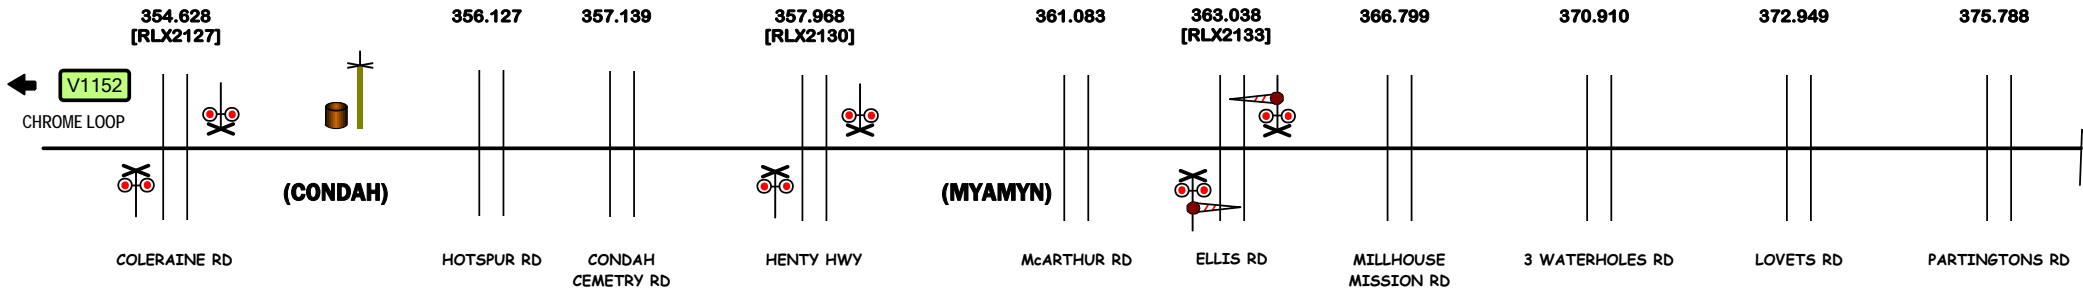 354.628
[RLX2127]
356.127
357.139
357.968
[RLX2130]
361.083
363.038
[RLX2133]
366.799
370.910
372.949
375.788
V1152
CHROME LOOP
(CONDAH)
(MYAMYN)
COLERAINE RD
HOTSPUR RD
CONDAH
CEMETRY RD
HENTY HWY
McARTHUR RD
ELLIS RD
MILLHOUSE
MISSION RD
3 WATERHOLES RD
LOVETS RD
PARTINGTONS RD